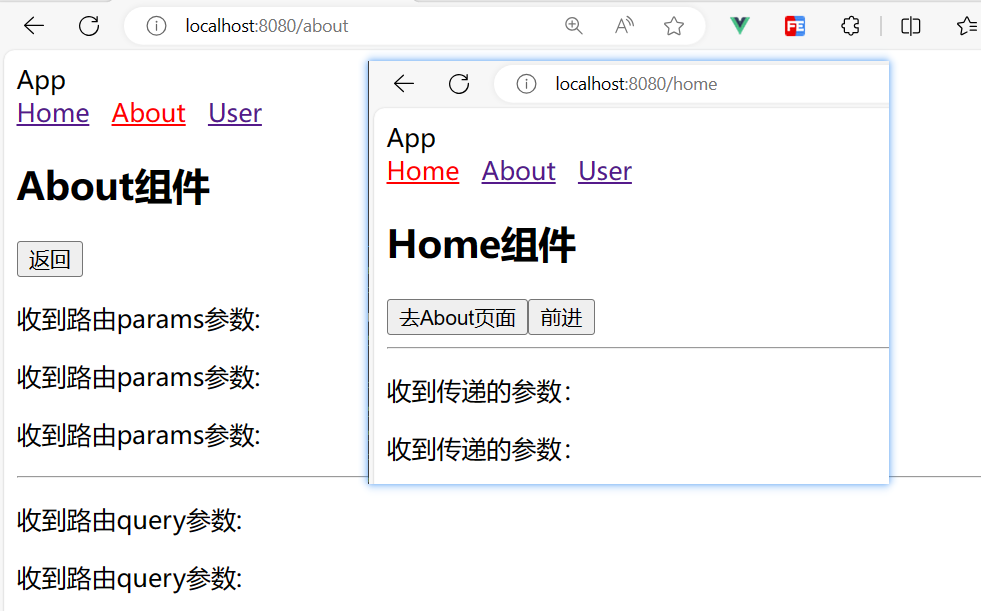 localhost:8080/about
App
Home About User
About组件
返回
收到路由params参数:
收到路由params参数:
收到路由params参数:
收到路由query参数:
收到路由query参数:
localhost:8080/home
App
Home About User
Home组件
去About页面 前进
收到传递的参数：
收到传递的参数：